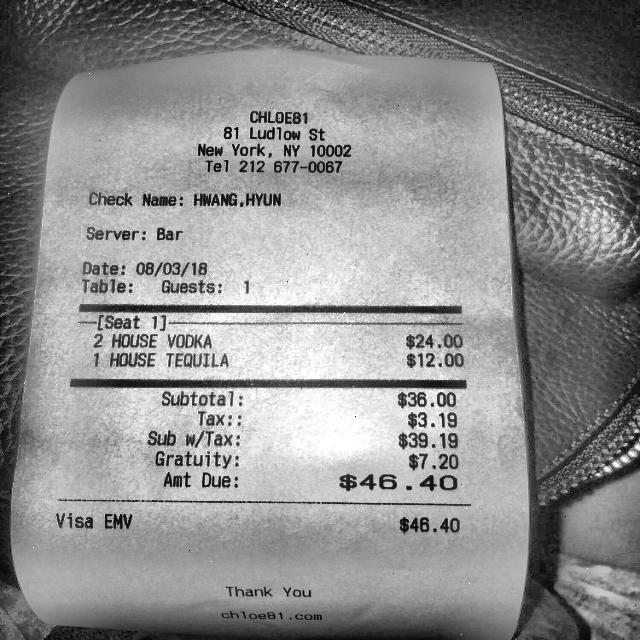 CHLOE81
81 Ludlow St
New York, NY 10002
Tel 212 677-0067
Check Name: HWANG,HYUN
Server: Bar
Date: 08/03/18
Table: Guests: 1
[Seat 1]
2 HOUSE VODKA $24.00
1 HOUSE TEQUILA $12.00
Subtotal: $36.00
Tax:: $3.19
Sub w/Tax: $39.19
Gratuity: $7.20
Amt Due: $46.40
Visa EMV $46.40
Thank You
chloe81.com